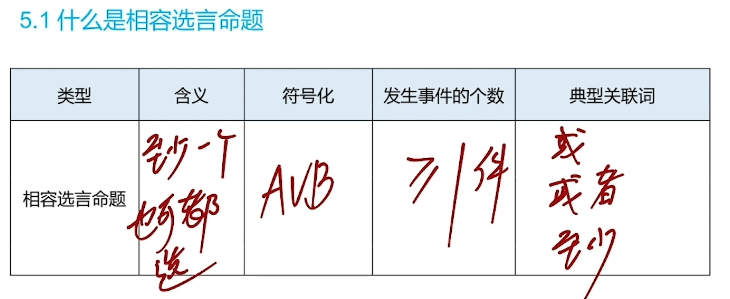 5.1 什么是相容选言命题
类型 含义 符号化 发生事件的个数 典型关联词
相容选言命题
至少一个
也可都
选
A∨B
≥1件
或
或者
至少